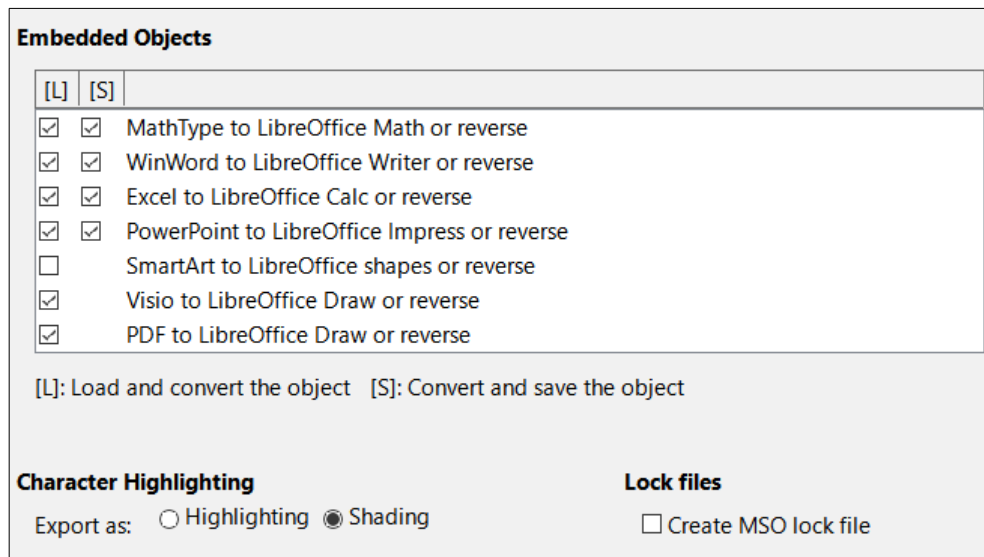 Embedded Objects
[L] [S]
MathType to LibreOffice Math or reverse
WinWord to LibreOffice Writer or reverse
Excel to LibreOffice Calc or reverse
PowerPoint to LibreOffice Impress or reverse
SmartArt to LibreOffice shapes or reverse
Visio to LibreOffice Draw or reverse
PDF to LibreOffice Draw or reverse
[L]: Load and convert the object [S]: Convert and save the object
Character Highlighting Lock files
Export as: Highlighting Shading Create MSO lock file